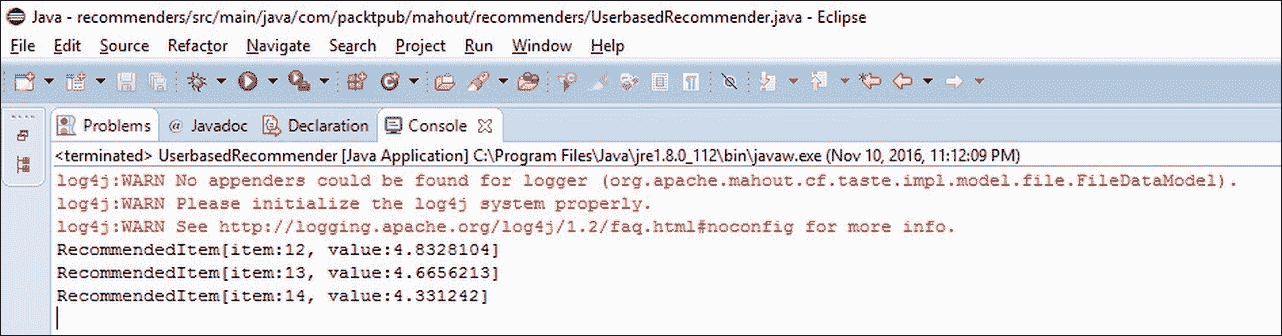 Java - recommenders/src/main/java/com/packtpub/mahout/recommenders/UserbasedRecommender.java - Eclipse
File Edit Source Refactor Navigate Search Project Run Window Help
Problems @ Javadoc Declaration Console
<terminated> UserbasedRecommender [Java Application] C:\Program Files\Java\jre1.8.0_112\bin\javaw.exe (Nov 10, 2016, 11:12:09 PM)
log4j:WARN No appenders could be found for logger (org.apache.mahout.cf.taste.impl.model.file.FileDataModel).
log4j:WARN Please initialize the log4j system properly.
log4j:WARN See http://logging.apache.org/log4j/1.2/faq.html#noconfig for more info.
RecommendedItem[item:12, value:4.8328104]
RecommendedItem[item:13, value:4.6656213]
RecommendedItem[item:14, value:4.331242]